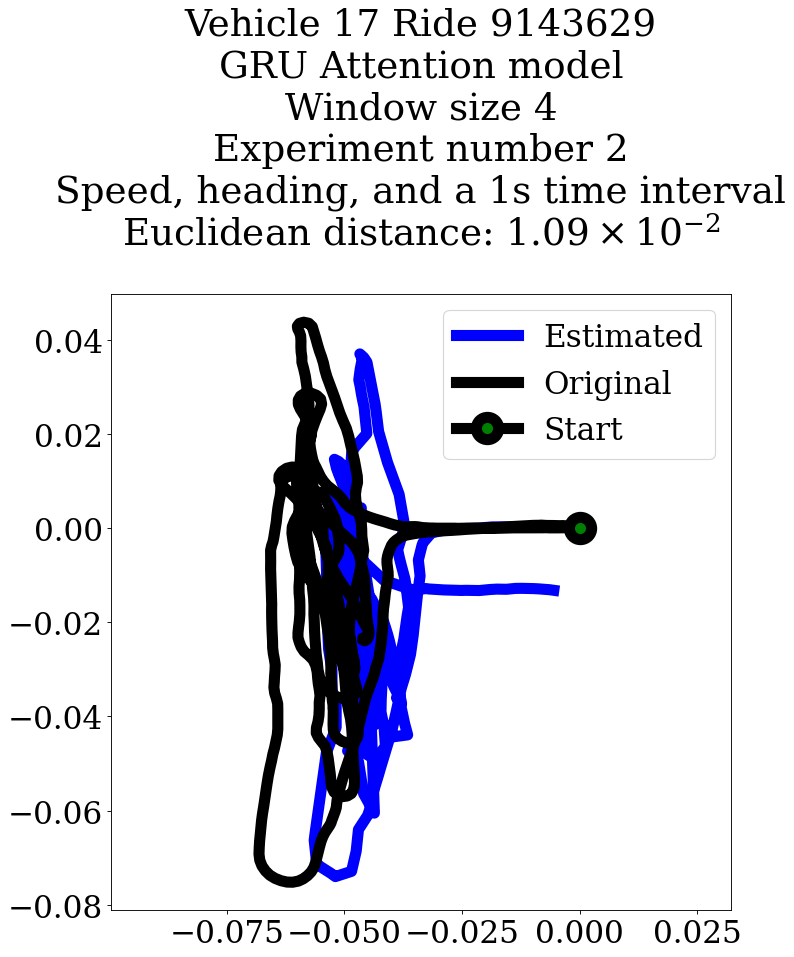 Vehicle 17 Ride 9143629
GRU Attention model
Window size 4
Experiment number 2
Speed, heading, and a 1s time interval
Euclidean distance: 1.09 × 10⁻²
Estimated
Original
Start
0.04
0.02
0.00
−0.02
−0.04
−0.06
−0.08
−0.075 −0.050 −0.025 0.000 0.025